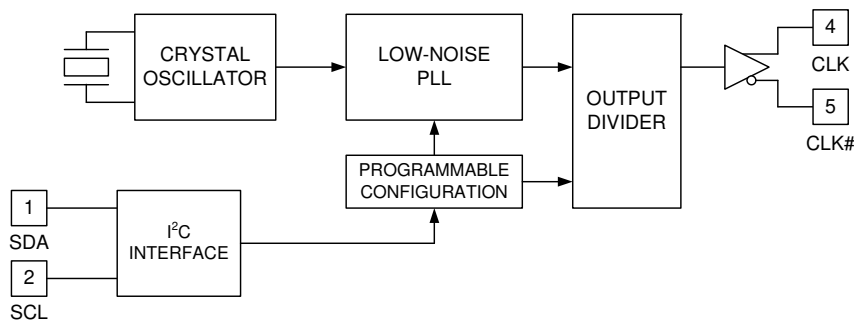 CRYSTAL
OSCILLATOR
LOW-NOISE
PLL
OUTPUT
DIVIDER
4
CLK
5
CLK#
PROGRAMMABLE
CONFIGURATION
1
SDA
2
SCL
I²C
INTERFACE